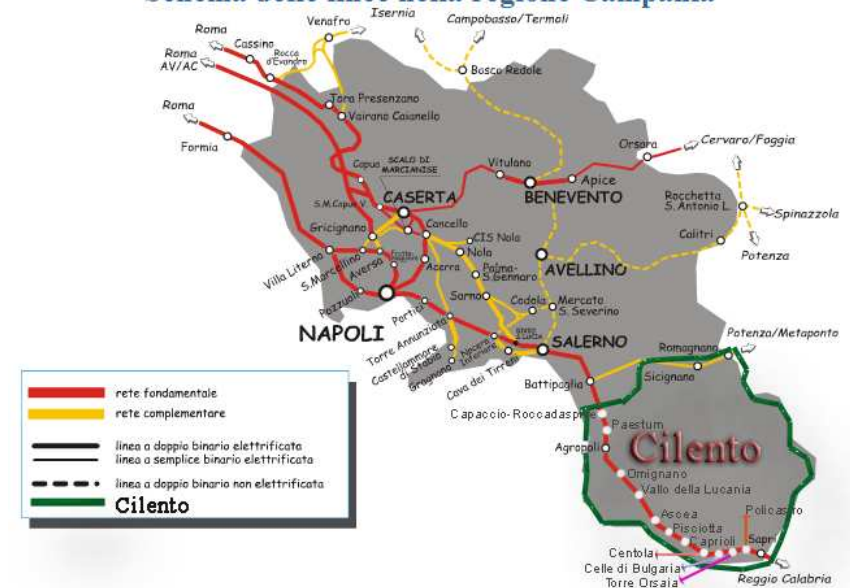 Schema delle linee nella regione Campania
Isernia
Campobasso/Termoli
Venafro
Roma
Cassino
Rocca
d'Evandro
Roma
AV/AC
Bosco Redole
Tora Presenzano
Roma
Vairano Caianello
Formia
Orsara
Cervaro/Foggia
SCALO DI
MARCIANISE
Capua
Vitulano
Apice
CASERTA
BENEVENTO
Rocchetta
S. Antonio L.
S.M.Capua V.
Spinazzola
Gricignano
Cancello
CIS Nola
Calitri
Nola
Potenza
Villa Literno
S. Marcellino
Aversa
Acerra
Palma-
S.Gennaro
AVELLINO
Pozzuoli
Sarno
Codola
Mercato
S. Severino
NAPOLI
Portici
Torre Annunziata
SALERNO
Potenza/Metaponto
Romagnano
Castellammare
di Stabia
Gragnano
Nocera
Inferiore
Cava dei Tirreni
Sicignano
Battipaglia
rete fondamentale
rete complementare
Capaccio-Roccadaspide
Paestum
Agropoli
Cilento
linea a doppio binario elettrificata
linea a semplice binario elettrificata
linea a doppio binario non elettrificata
Cilento
Omignano
Vallo della Lucania
Ascea
Policastro
Pisciotta
Caprioli
Sapri
Centola
Celle di Bulgaria
Torre Orsaia
Reggio Calabria